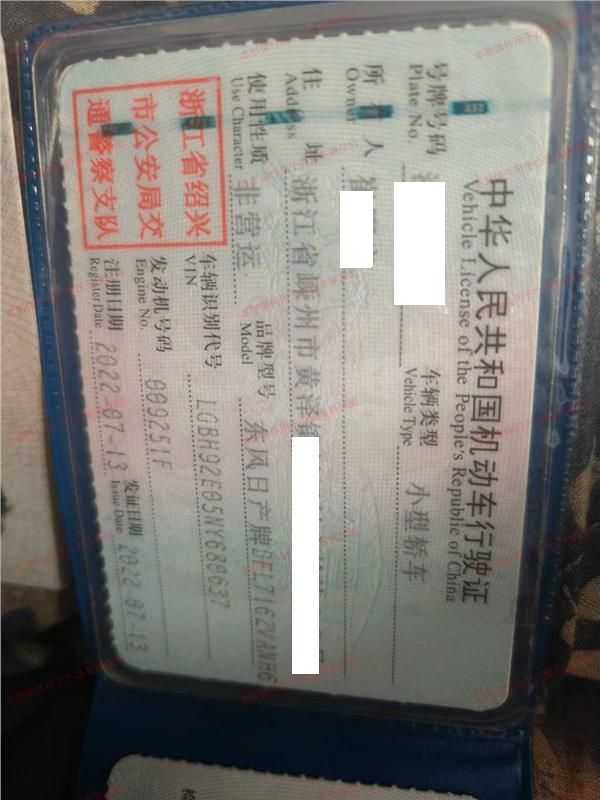 中华人民共和国机动车行驶证
Vehicle License of the People's Republic of China
号牌号码
Plate No.
车辆类型 小型轿车
Vehicle Type
所有人
Owner
住址 浙江省嵊州市黄泽镇
Address
使用性质 非营运
Use Character
品牌型号 东风日产牌DFL7162VANH6
Model
浙江省绍兴
市公安局交
通警察支队
车辆识别代号 LGBH92E05NY680637
VIN
发动机号码 009251F
Engine No.
注册日期 2022-07-13
Register Date
发证日期 2022-07-13
Issue Date